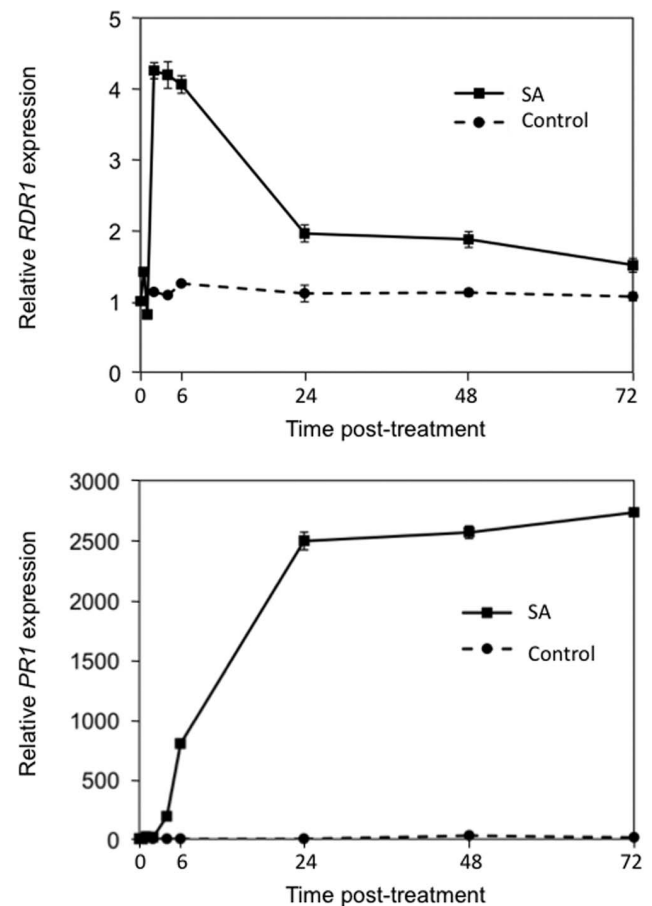 5
4
3
2
1
0
Relative RDR1 expression
SA
Control
0 6 24 48 72
Time post-treatment
3000
2500
2000
1500
1000
500
0
Relative PR1 expression
SA
Control
0 6 24 48 72
Time post-treatment